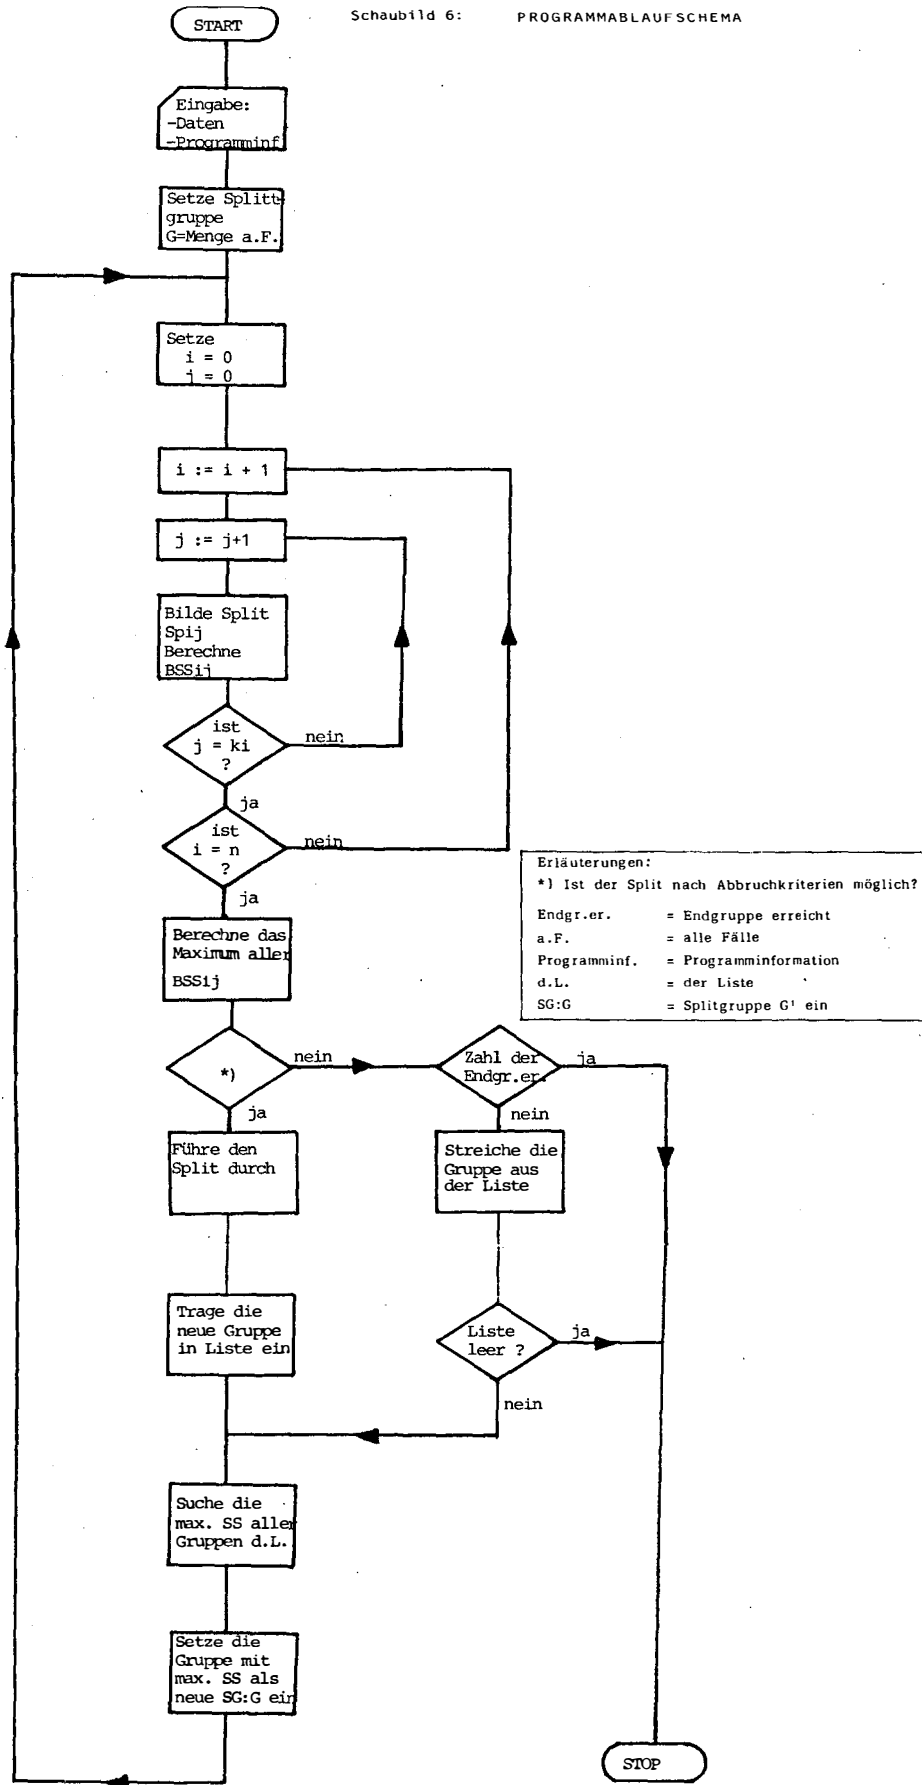 Schaubild 6: PROGRAMMABLAUFSCHEMA
START
Eingabe:
-Daten
-Programminf.
Setze Splitt-
gruppe
G=Menge a.F.
Setze
i = 0
j = 0
i := i + 1
j := j+1
Bilde Split
Spij
Berechne
BSSij
ist
j = ki
?
nein
ja
ist
i = n
?
nein
ja
Berechne das
Maximum aller
BSSij
Erläuterungen:
*) Ist der Split nach Abbruchkriterien möglich?
Endgr.er. = Endgruppe erreicht
a.F. = alle Fälle
Programminf. = Programminformation
d.L. = der Liste
SG:G = Splitgruppe G' ein
*)
nein
ja
Zahl der
Endgr.er.
ja
nein
Führe den
Split durch
Streiche die
Gruppe aus
der Liste
Trage die
neue Gruppe
in Liste ein
Liste
leer ?
ja
nein
Suche die
max. SS aller
Gruppen d.L.
Setze die
Gruppe mit
max. SS als
neue SG:G ein
STOP